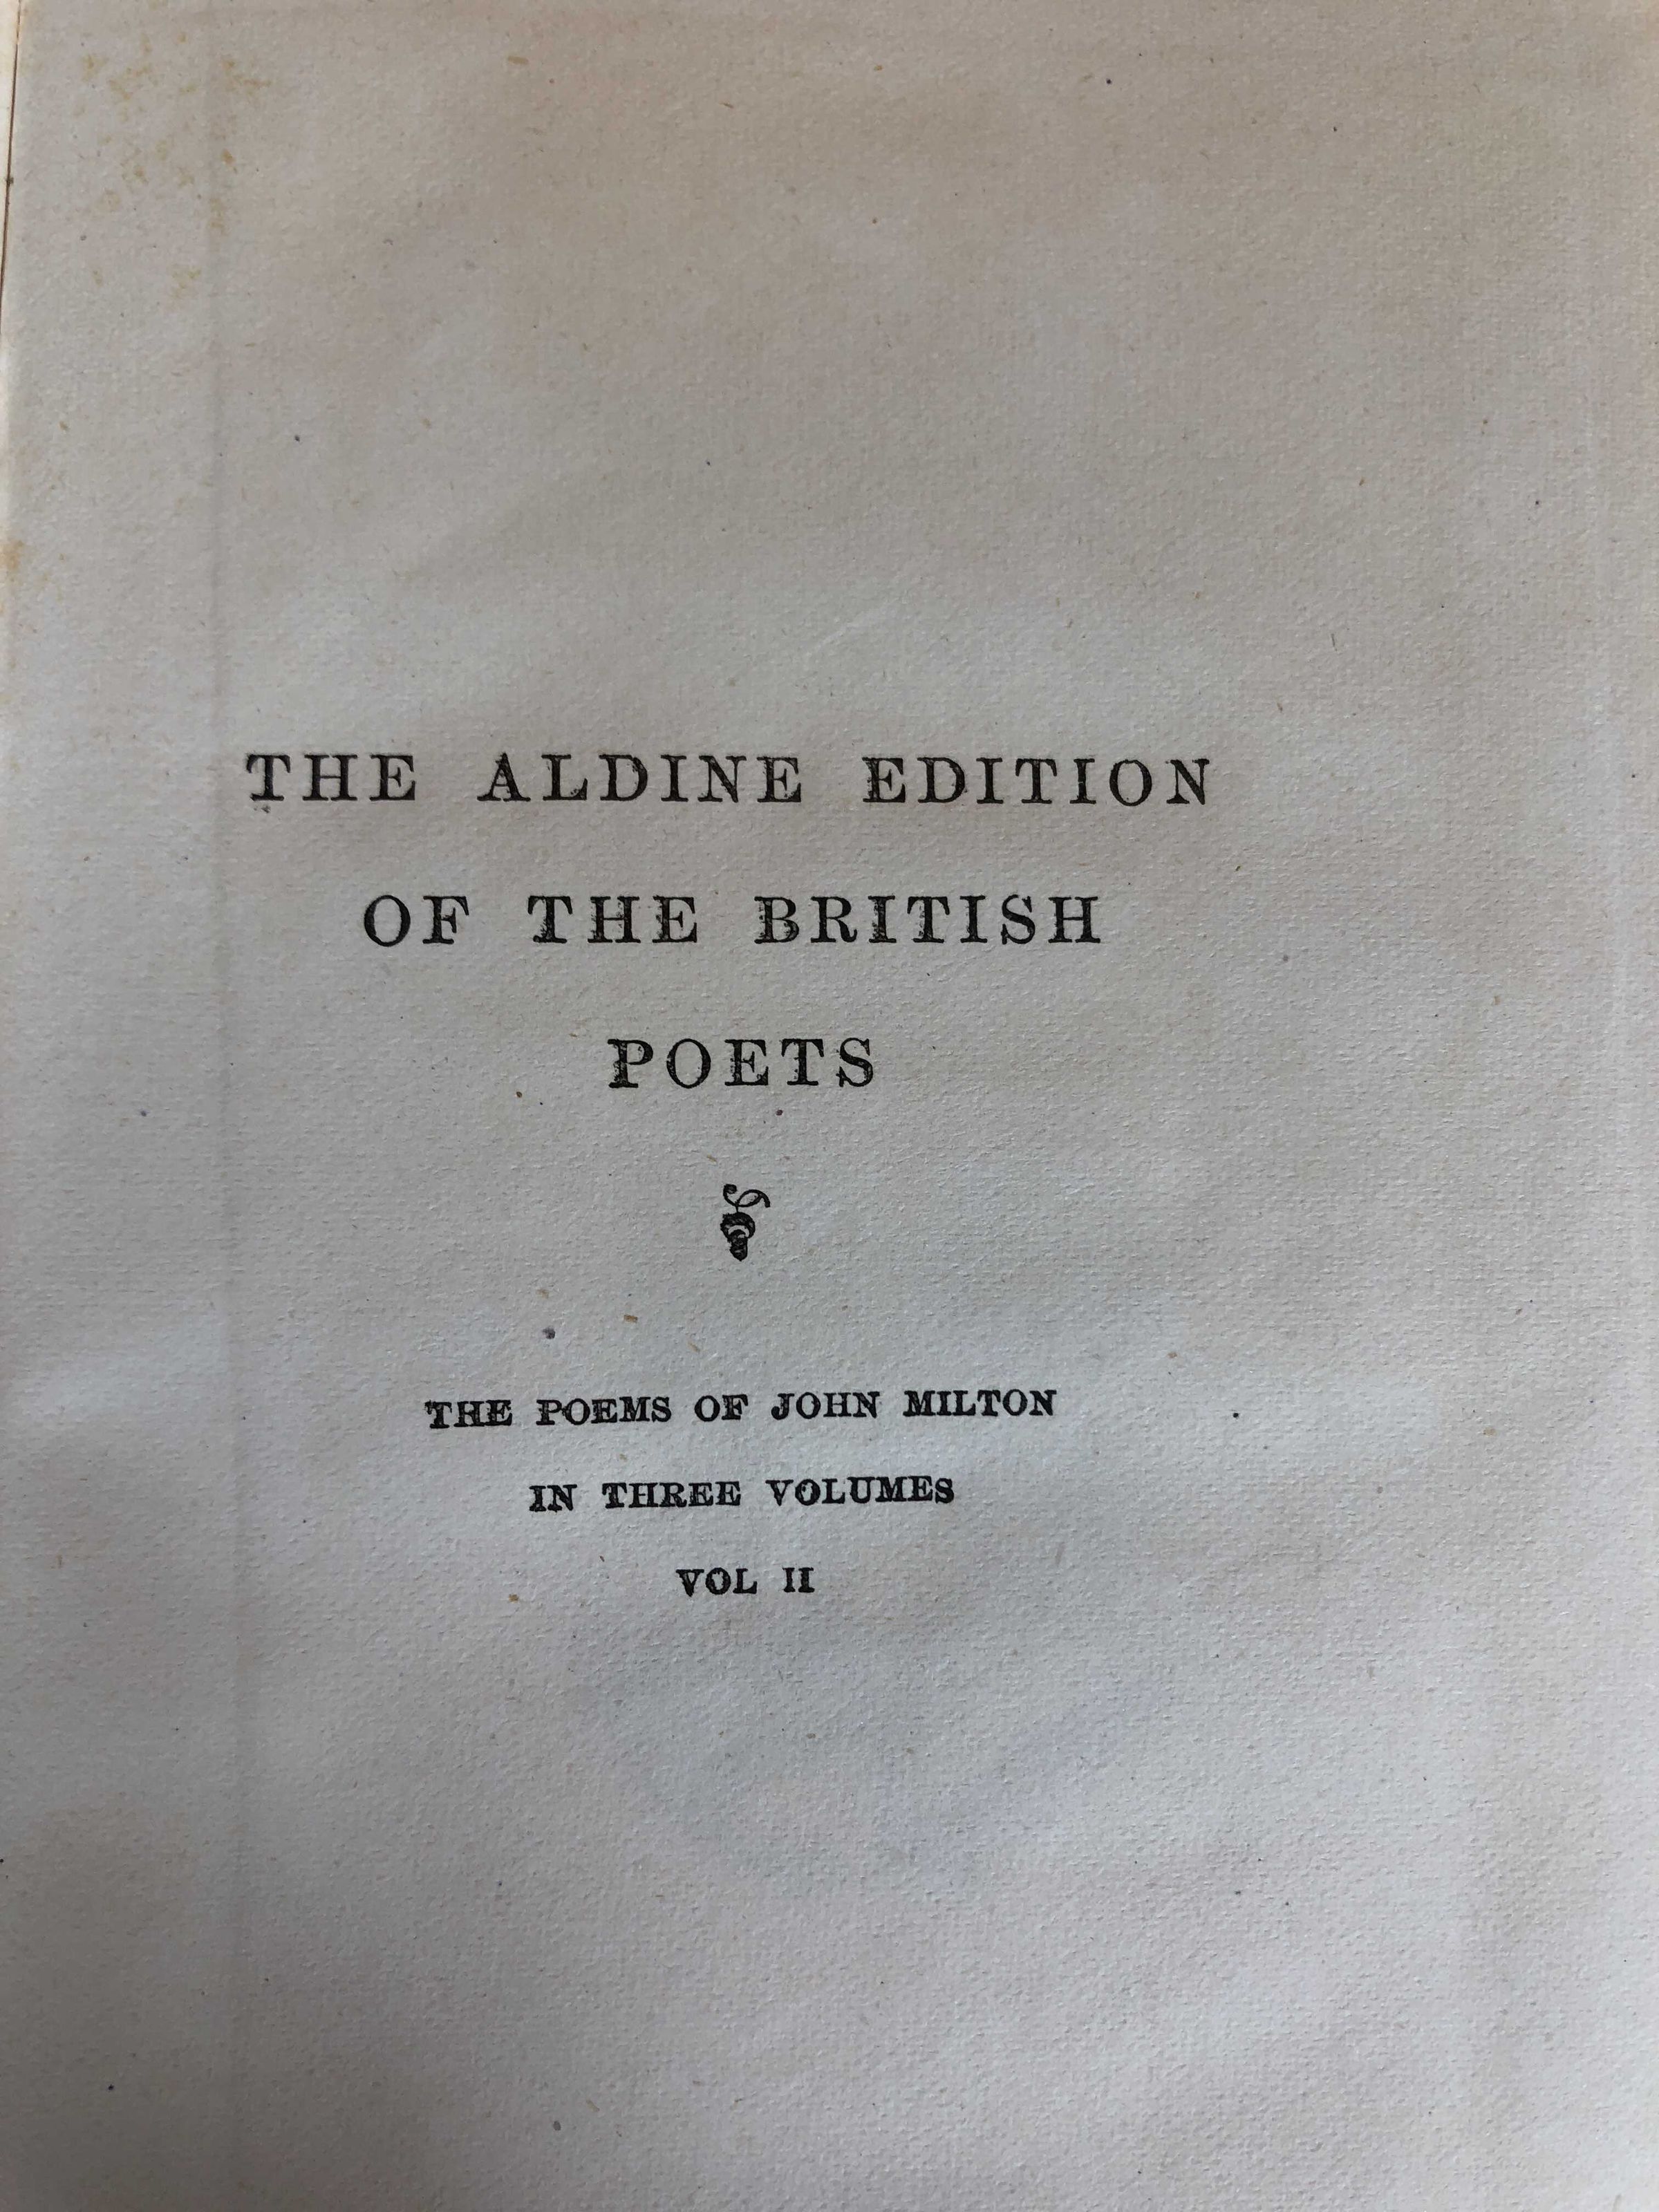 THE ALDINE EDITION
OF THE BRITISH
POETS
THE POEMS OF JOHN MILTON
IN THREE VOLUMES
VOL II